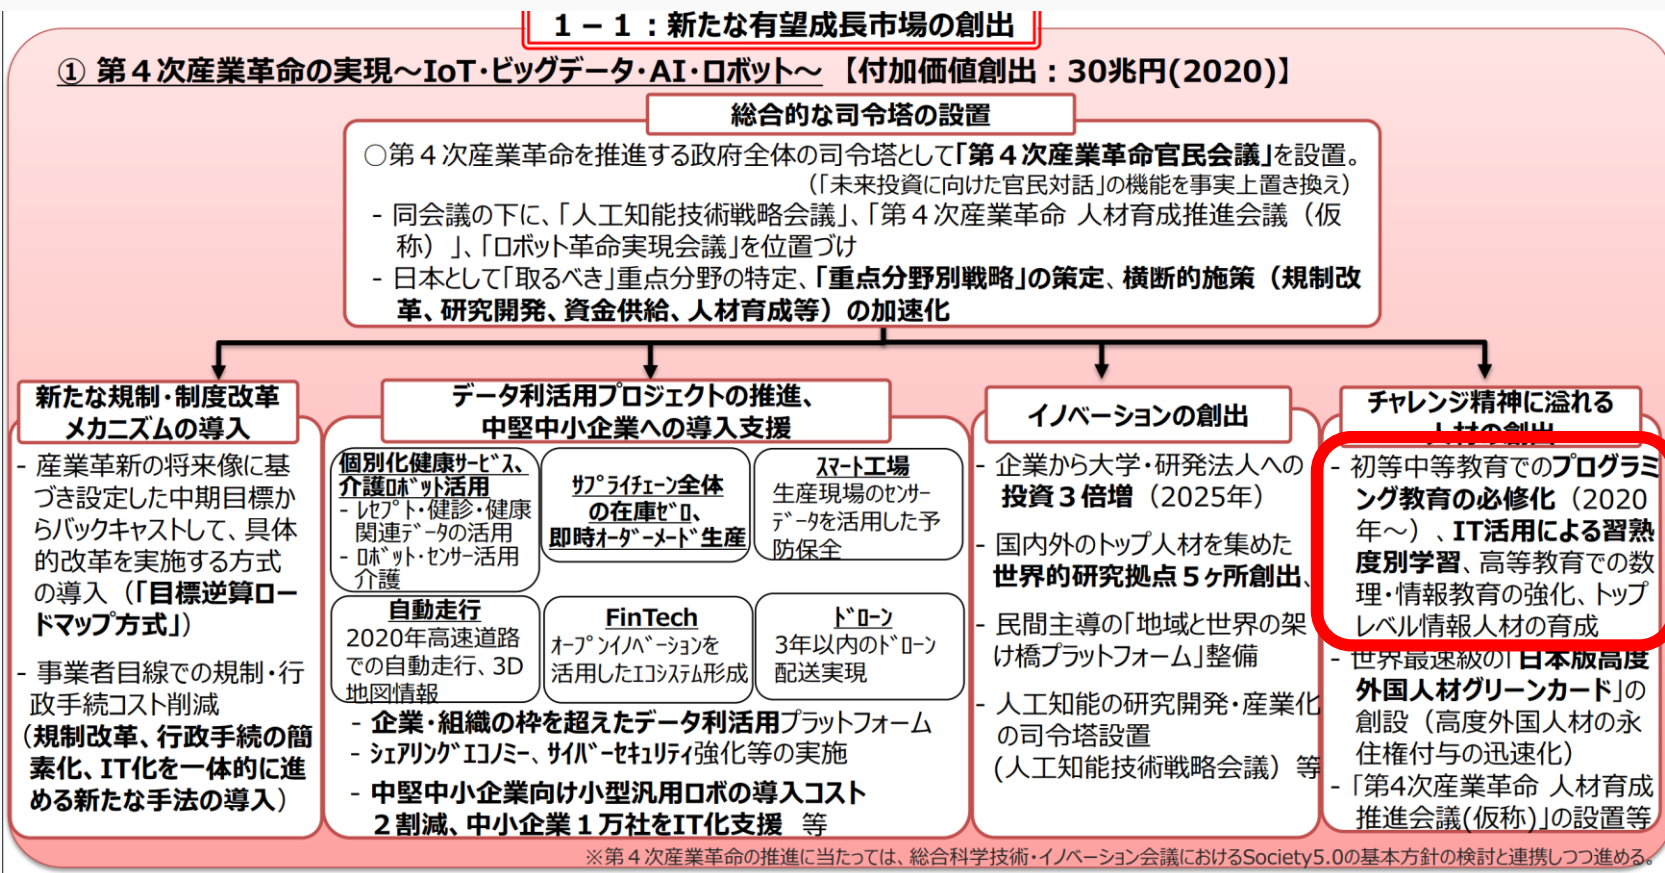 1－1：新たな有望成長市場の創出
① 第４次産業革命の実現～IoT･ビッグデータ･AI･ロボット～ 【付加価値創出：30兆円(2020)】
総合的な司令塔の設置
○第４次産業革命を推進する政府全体の司令塔として「第４次産業革命官民会議」を設置。
（「未来投資に向けた官民対話」の機能を事実上置き換え）
- 同会議の下に、「人工知能技術戦略会議」、「第４次産業革命 人材育成推進会議（仮
称）」、「ロボット革命実現会議」を位置づけ
- 日本として「取るべき」重点分野の特定、「重点分野別戦略」の策定、横断的施策（規制改
革、研究開発、資金供給、人材育成等）の加速化
新たな規制･制度改革
メカニズムの導入
- 産業革新の将来像に基
づき設定した中期目標か
らバックキャストして、具体
的改革を実施する方式
の導入（「目標逆算ロー
ドマップ方式」）
- 事業者目線での規制・行
政手続コスト削減
（規制改革、行政手続の簡
素化、IT化を一体的に進
める新たな手法の導入）
データ利活用プロジェクトの推進、
中堅中小企業への導入支援
個別化健康ｻｰﾋﾞｽ、
介護ﾛﾎﾞｯﾄ活用
- ﾚｾﾌﾟﾄ・健診・健康
関連ﾃﾞｰﾀの活用
- ﾛﾎﾞｯﾄ･ｾﾝｻｰ活用
介護
ｻﾌﾟﾗｲﾁｪｰﾝ全体
の在庫ｾﾞﾛ、
即時ｵｰﾀﾞｰﾒｰﾄﾞ生産
ｽﾏｰﾄ工場
生産現場のｾﾝｻｰ
ﾃﾞｰﾀを活用した予
防保全
自動走行
2020年高速道路
での自動走行、3D
地図情報
FinTech
ｵｰﾌﾟﾝｲﾉﾍﾞｰｼｮﾝを
活用したｴｺｼｽﾃﾑ形成
ﾄﾞﾛｰﾝ
3年以内のﾄﾞﾛｰﾝ
配送実現
- 企業・組織の枠を超えたデータ利活用プラットフォーム
- ｼｪｱﾘﾝｸﾞｴｺﾉﾐｰ、ｻｲﾊﾞｰｾｷｭﾘﾃｨ強化等の実施
- 中堅中小企業向け小型汎用ロボの導入コスト
２割減、中小企業１万社をIT化支援 等
イノベーションの創出
- 企業から大学・研発法人への
投資３倍増（2025年）
- 国内外のトップ人材を集めた
世界的研究拠点５ヶ所創出、
- 民間主導の「地域と世界の架
け橋プラットフォーム」整備
- 人工知能の研究開発・産業化
の司令塔設置
(人工知能技術戦略会議）等
チャレンジ精神に溢れる
人材の創出
- 初等中等教育でのプログラミ
ング教育の必修化（2020
年～）、IT活用による習熟
度別学習、高等教育での数
理・情報教育の強化、トップ
レベル情報人材の育成
- 世界最速級の「日本版高度
外国人材グリーンカード」の
創設（高度外国人材の永
住権付与の迅速化）
- 「第4次産業革命 人材育成
推進会議(仮称)」の設置等
※第４次産業革命の推進に当たっては、総合科学技術・イノベーション会議におけるSociety5.0の基本方針の検討と連携しつつ進める。